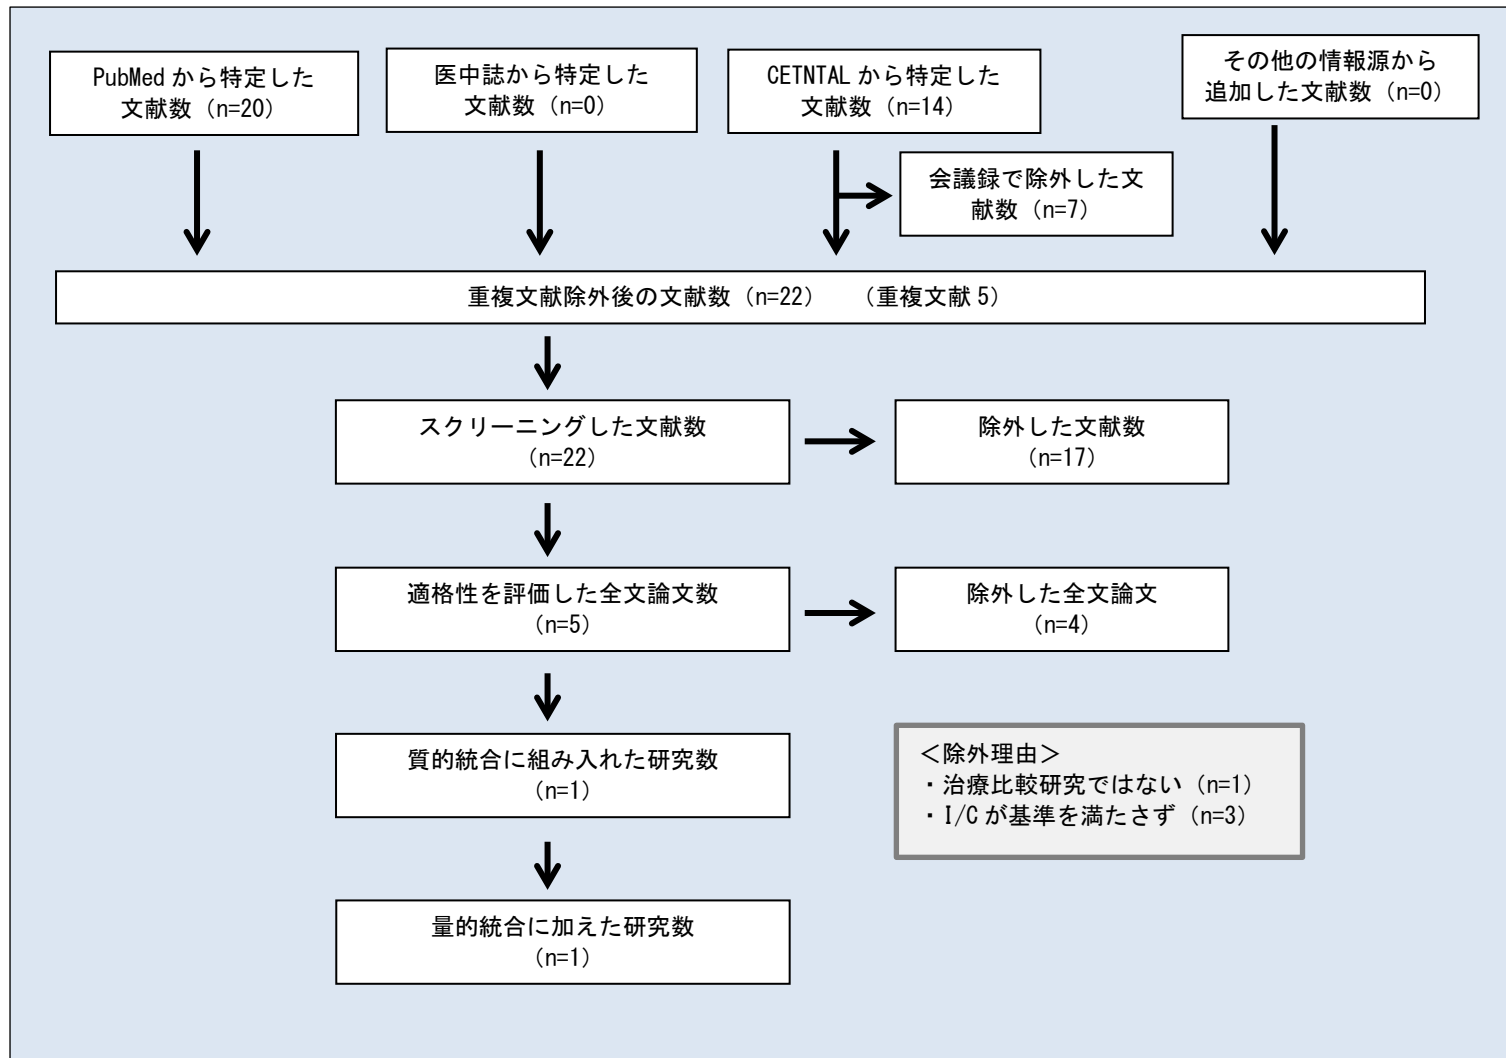 PubMed から特定した
文献数（n=20）
医中誌から特定した
文献数（n=0）
CETNTAL から特定した
文献数（n=14）
その他の情報源から
追加した文献数（n=0）
会議録で除外した文
献数（n=7）
重複文献除外後の文献数（n=22）　（重複文献 5）
スクリーニングした文献数
（n=22）
除外した文献数
（n=17）
適格性を評価した全文論文数
（n=5）
除外した全文論文
（n=4）
質的統合に組み入れた研究数
（n=1）
＜除外理由＞
・治療比較研究ではない（n=1）
・I/C が基準を満たさず（n=3）
量的統合に加えた研究数
（n=1）